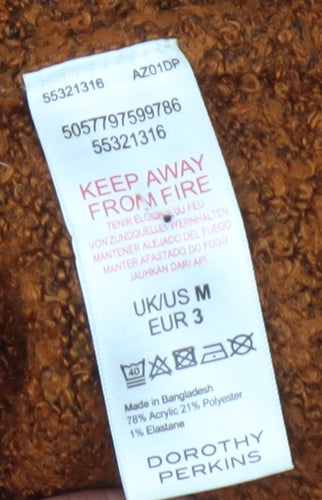 55321316 AZ01DP
5057797599786
55321316
KEEP AWAY
FROM FIRE
TENIR ELOIGNE DU FEU
VON ZUNDQUELLEN FERNHALTEN
MANTENER ALEJADO DEL FUEGO
MANTER AFASTADO DO FOGO
JAUHKAN DARI API
UK/US M
EUR 3
40
Made in Bangladesh
78% Acrylic 21% Polyester
1% Elastane
DOROTHY
PERKINS